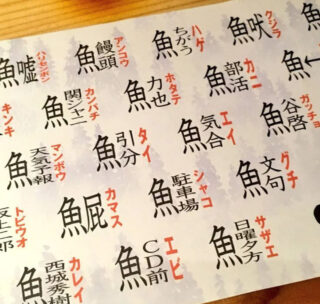 魚嘘 ハリセンボン
魚饅頭 アンコウ
魚ちがう ハゲ
魚吠 クジラ
キンキ
魚関ジャニ カンパチ
魚力也 ホタテ
魚部活 カニ
魚←
魚天気予報 マンボウ
魚引分 タイ
魚気合 エイ
魚谷啓 ガッチョ
トビウオ
魚屁 カマス
魚駐車場 シャコ
魚文句 グチ
魚西城秀樹 カレイ
魚CD前 エビ
魚日曜夕方 サザエ